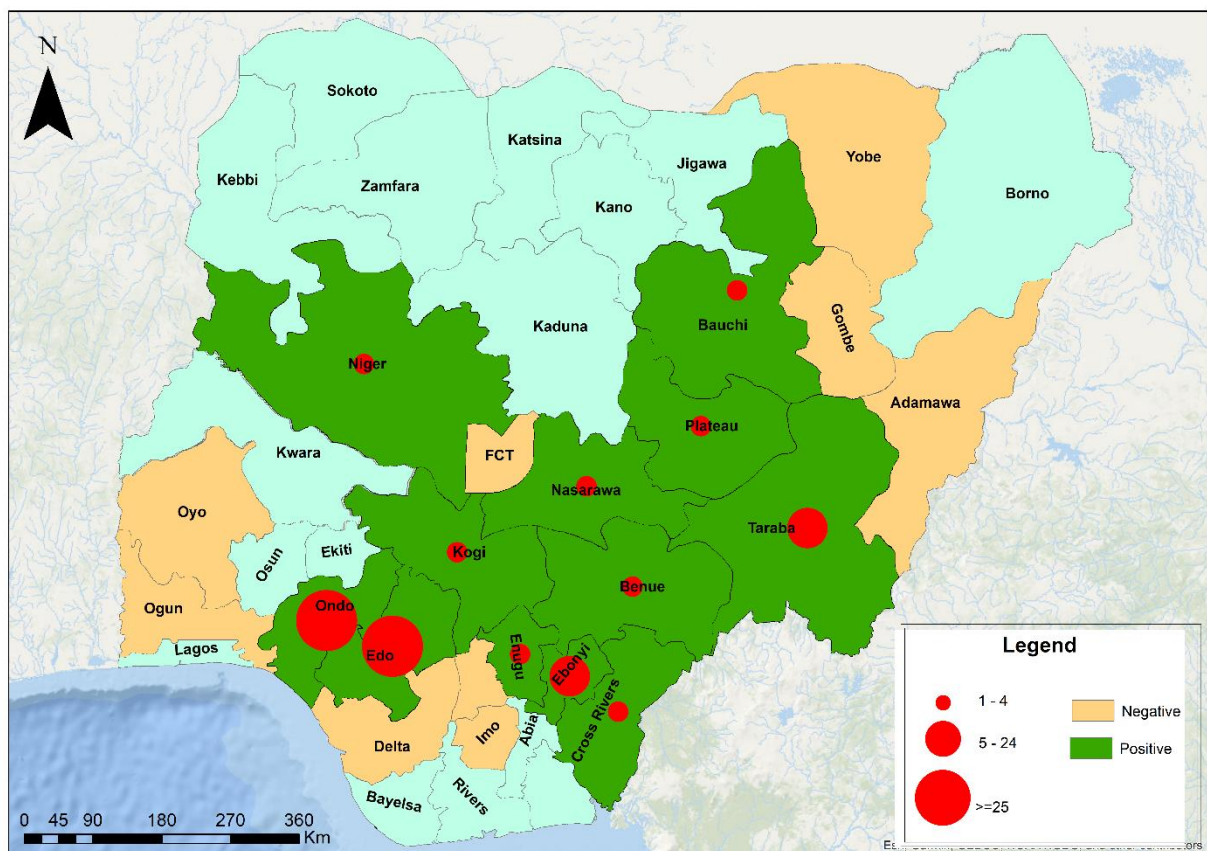 N
Sokoto
Katsina
Jigawa
Yobe
Kebbi
Zamfara
Kano
Borno
Kaduna
Bauchi
Gombe
Niger
Adamawa
Plateau
Kwara
FCT
Nasarawa
Oyo
Taraba
Osun
Ekiti
Kogi
Benue
Ogun
Ondo
Edo
Enugu
Ebonyi
Lagos
Cross Rivers
Abia
Imo
Delta
Bayelsa
Rivers
Legend
1 - 4
5 - 24
>=25
Negative
Positive
0 45 90 180 270 360
Km